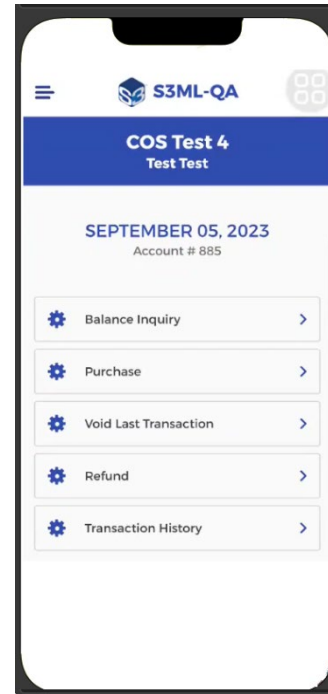 S3ML-QA
COS Test 4
Test Test
SEPTEMBER 05, 2023
Account # 885
Balance Inquiry
Purchase
Void Last Transaction
Refund
Transaction History